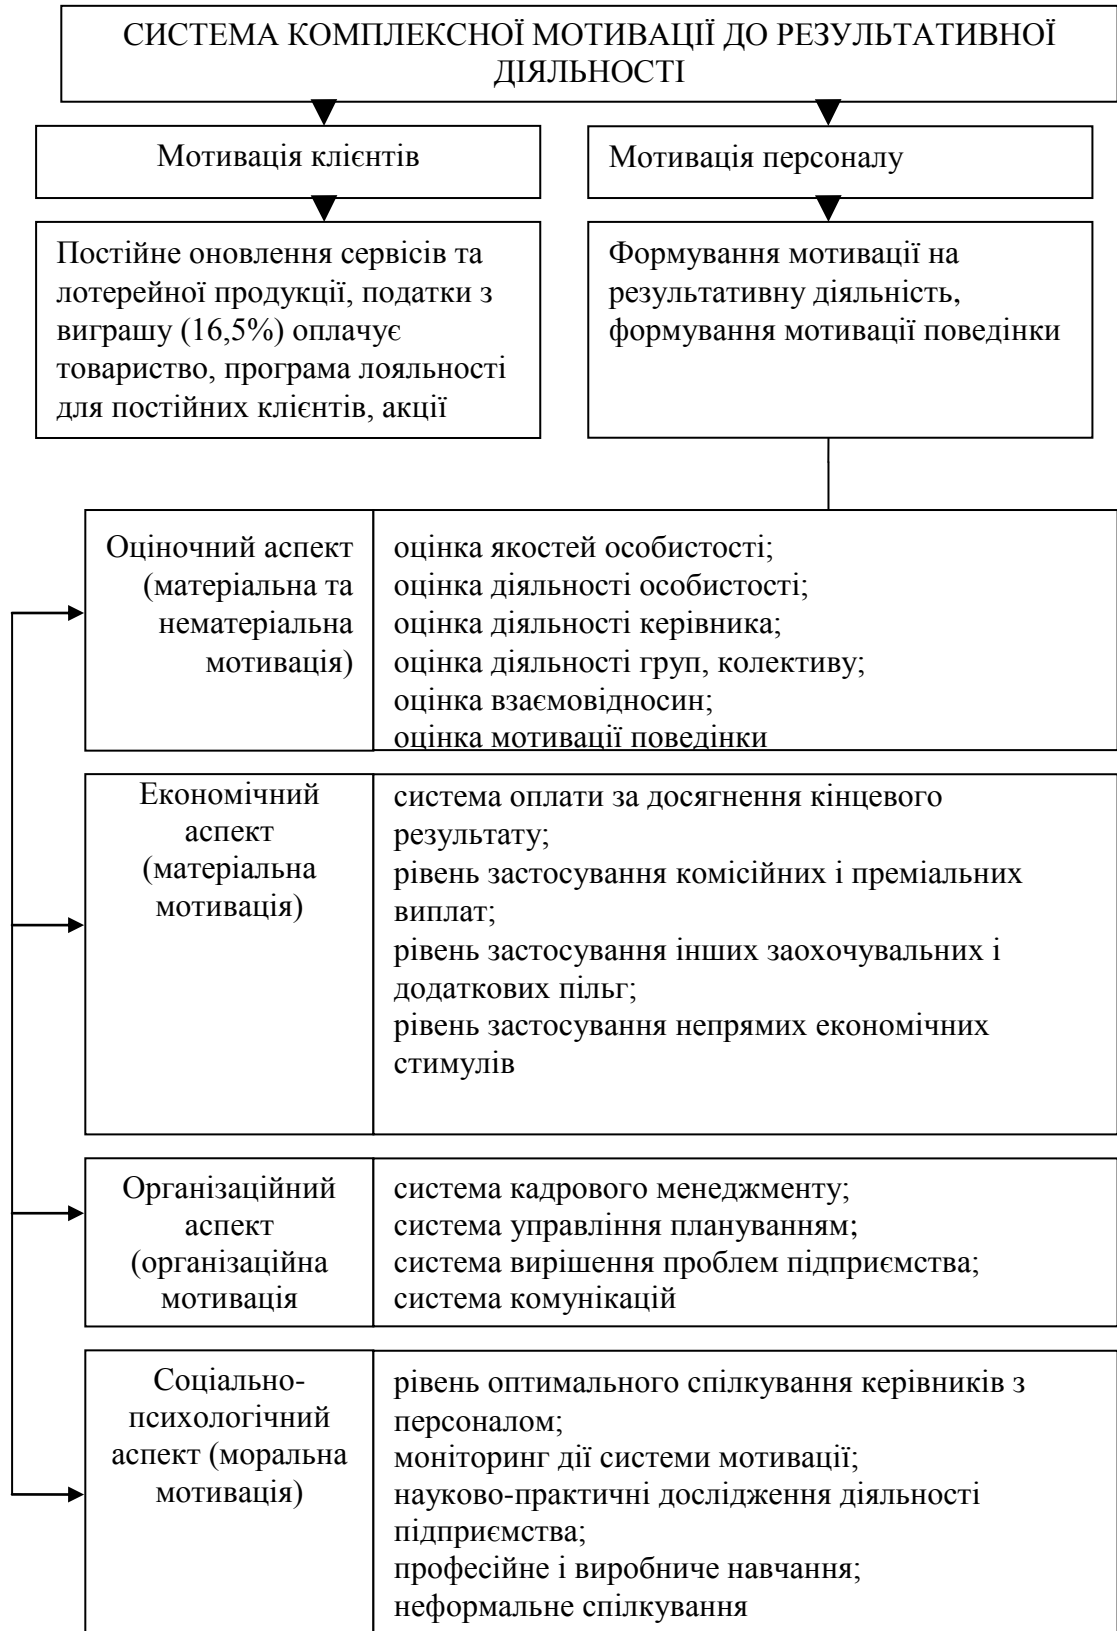 СИСТЕМА КОМПЛЕКСНОЇ МОТИВАЦІЇ ДО РЕЗУЛЬТАТИВНОЇ
ДІЯЛЬНОСТІ
Мотивація клієнтів
Мотивація персоналу
Постійне оновлення сервісів та
лотерейної продукції, податки з
виграшу (16,5%) оплачує
товариство, програма лояльності
для постійних клієнтів, акції
Формування мотивації на
результативну діяльність,
формування мотивації поведінки
Оціночний аспект
(матеріальна та
нематеріальна
мотивація)
оцінка якостей особистості;
оцінка діяльності особистості;
оцінка діяльності керівника;
оцінка діяльності груп, колективу;
оцінка взаємовідносин;
оцінка мотивації поведінки
Економічний
аспект
(матеріальна
мотивація)
система оплати за досягнення кінцевого
результату;
рівень застосування комісійних і преміальних
виплат;
рівень застосування інших заохочувальних і
додаткових пільг;
рівень застосування непрямих економічних
стимулів
Організаційний
аспект
(організаційна
мотивація
система кадрового менеджменту;
система управління плануванням;
система вирішення проблем підприємства;
система комунікацій
Соціально-
психологічний
аспект (моральна
мотивація)
рівень оптимального спілкування керівників з
персоналом;
моніторинг дії системи мотивації;
науково-практичні дослідження діяльності
підприємства;
професійне і виробниче навчання;
неформальне спілкування